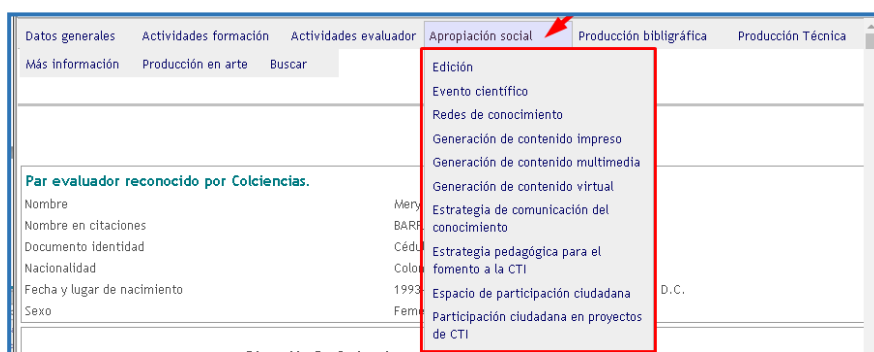 Datos generales Actividades formación Actividades evaluador Apropiación social Producción bibligráfica Producción Técnica
Más información Producción en arte Buscar
Edición
Evento científico
Redes de conocimiento
Generación de contenido impreso
Generación de contenido multimedia
Generación de contenido virtual
Estrategia de comunicación del
conocimiento
Estrategia pedagógica para el
fomento a la CTI
Espacio de participación ciudadana
Participación ciudadana en proyectos
de CTI
Par evaluador reconocido por Colciencias.
Nombre Mery
Nombre en citaciones
Documento identidad
Nacionalidad
Fecha y lugar de nacimiento 1993 D.C.
Sexo